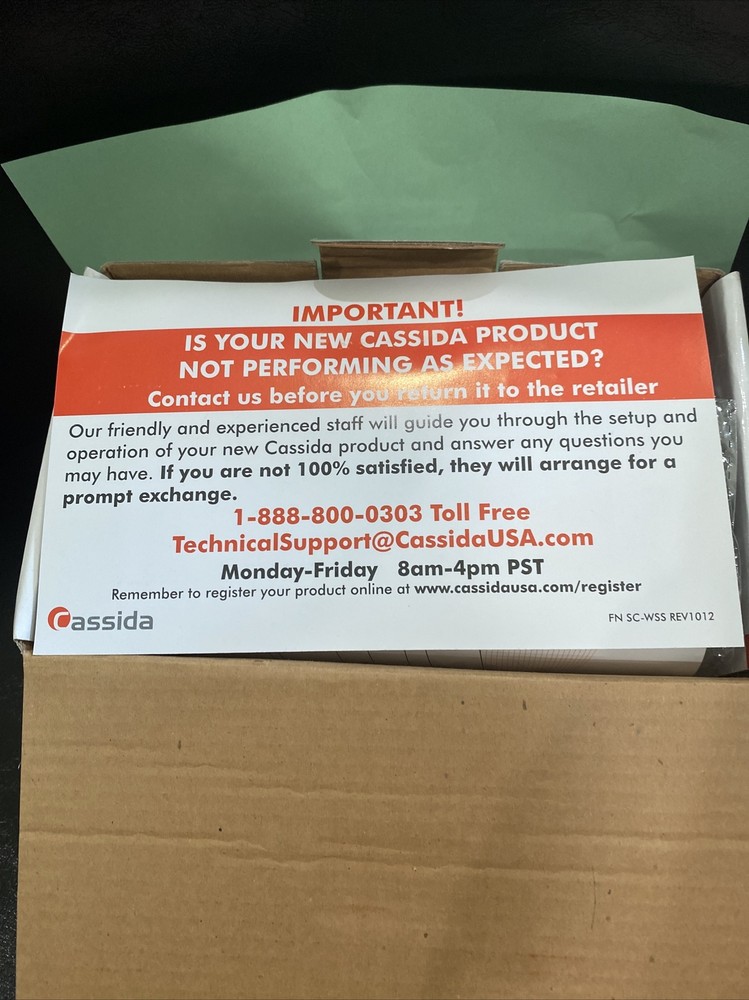 IMPORTANT!
IS YOUR NEW CASSIDA PRODUCT
NOT PERFORMING AS EXPECTED?
Contact us before you return it to the retailer
Our friendly and experienced staff will guide you through the setup and
operation of your new Cassida product and answer any questions you
may have. If you are not 100% satisfied, they will arrange for a
prompt exchange.
1-888-800-0303 Toll Free
TechnicalSupport@CassidaUSA.com
Monday-Friday 8am-4pm PST
Remember to register your product online at www.cassidausa.com/register
Cassida
FN SC-WSS REV1012